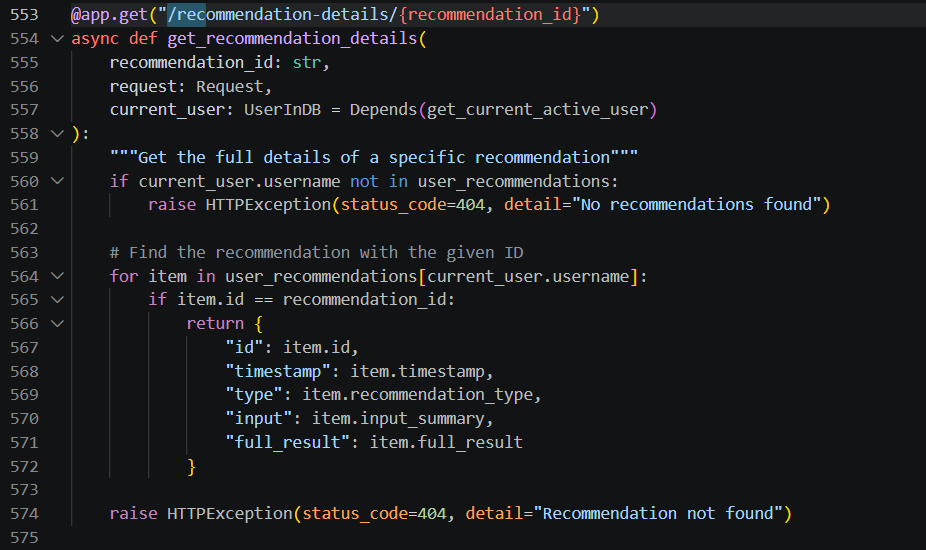 553 @app.get("/recommendation-details/{recommendation_id}")
554 async def get_recommendation_details(
555     recommendation_id: str,
556     request: Request,
557     current_user: UserInDB = Depends(get_current_active_user)
558 ):
559     """Get the full details of a specific recommendation"""
560     if current_user.username not in user_recommendations:
561         raise HTTPException(status_code=404, detail="No recommendations found")
562
563     # Find the recommendation with the given ID
564     for item in user_recommendations[current_user.username]:
565         if item.id == recommendation_id:
566             return {
567                 "id": item.id,
568                 "timestamp": item.timestamp,
569                 "type": item.recommendation_type,
570                 "input": item.input_summary,
571                 "full_result": item.full_result
572             }
573
574     raise HTTPException(status_code=404, detail="Recommendation not found")
575